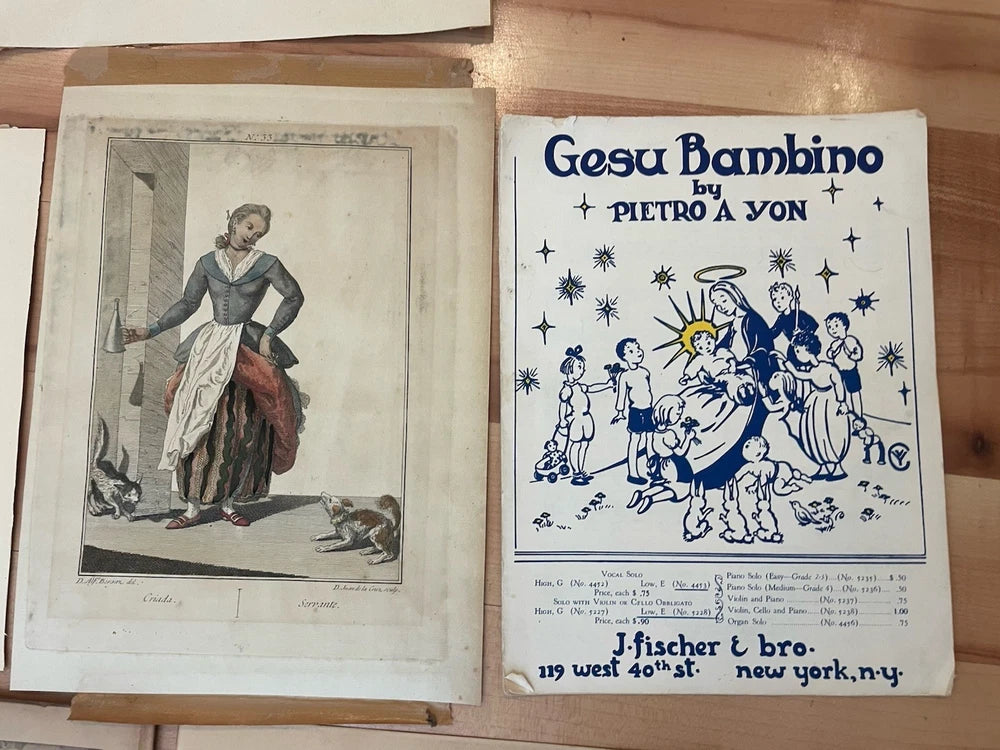 No. 33.
D. Alf. Bergaz del.
D. Juan de la Cruz, sculp.
Criada.
Servante.
Gesu Bambino
by
PIETRO A YON
VOCAL SOLO
HIGH, G (No. 4452) LOW, E (No. 4453)
Price, each $ .75
SOLO WITH VIOLIN OR CELLO OBBLIGATO
HIGH, G (No. 5227) LOW, E (No. 5228)
Price, each $ .90
Piano Solo (Easy—Grade 2-3)....(No. 5235)....$ .50
Piano Solo (Medium—Grade 4)....(No. 5236) .50
Violin and Piano ............(No. 5237) .75
Violin, Cello and Piano......(No. 5238) 1.00
Organ Solo ............(No. 4456) .75
J. fischer & bro.
119 west 40th st. new york, n.y.